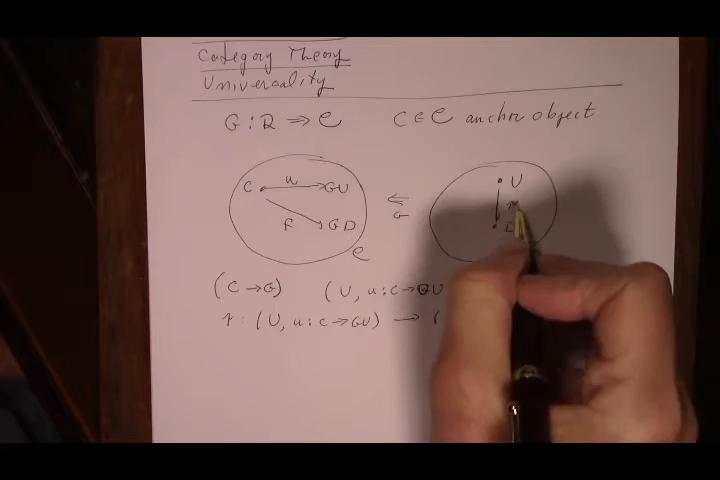 Category Theory
Universality
G : D ⇒ C   C ∈ C anchor object
C u GU
f GD
C
G
U
(C → G)   (U, u : C → GU
f : (U, u : C → GU) → (